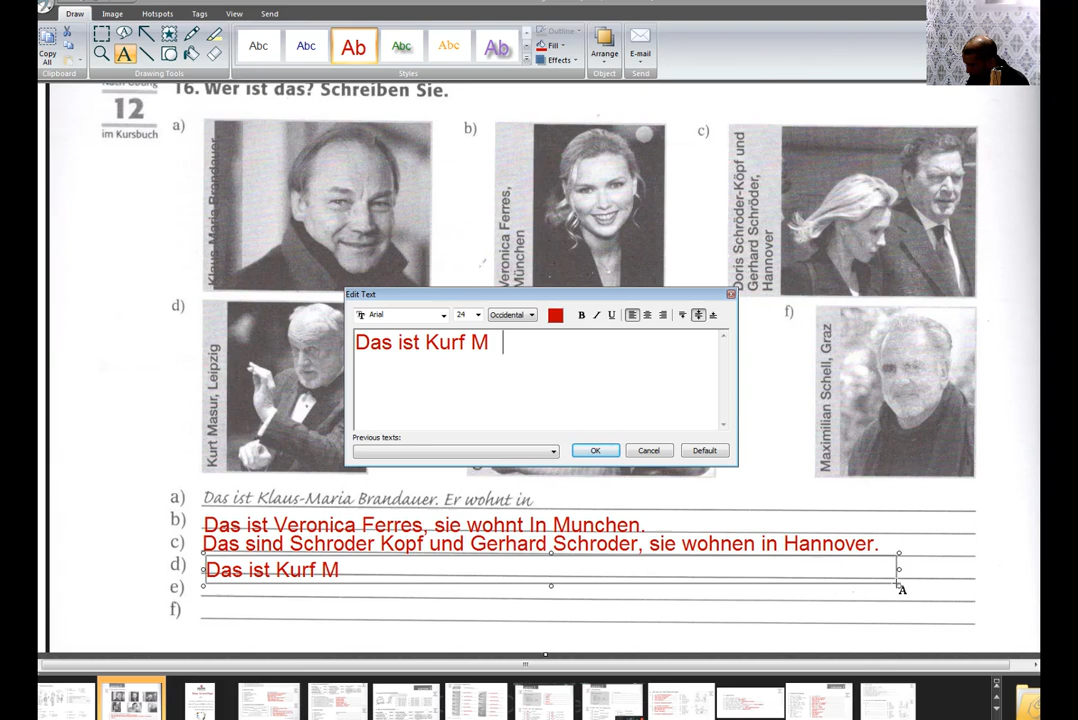 Draw Image Hotspots Tags View Send
Copy All
Abc Abc Ab Abc Abc Ab
Outline
Fill
Effects
Arrange
E-mail
Clipboard Drawing Tools Styles Object Send
12
im Kursbuch
16. Wer ist das? Schreiben Sie.
a)
Klaus-Maria Brandauer
b)
Veronica Ferres,
München
c)
Doris Schröder-Köpf und
Gerhard Schröder,
Hannover
d)
Kurt Masur, Leipzig
f)
Maximilian Schell, Graz
Edit Text
Arial 24 Occidental B I U
Das ist Kurf M
Previous texts:
OK Cancel Default
a) Das ist Klaus-Maria Brandauer. Er wohnt in
b) Das ist Veronica Ferres, sie wohnt In Munchen.
c) Das sind Schroder Kopf und Gerhard Schroder, sie wohnen in Hannover.
d) Das ist Kurf M
e)
f)